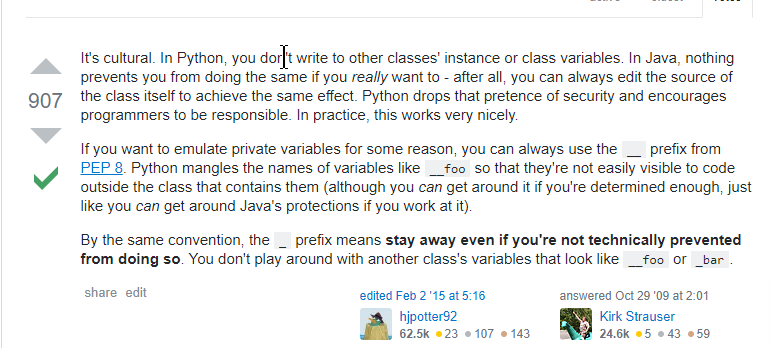 It's cultural. In Python, you don't write to other classes' instance or class variables. In Java, nothing
prevents you from doing the same if you really want to - after all, you can always edit the source of
907
the class itself to achieve the same effect. Python drops that pretence of security and encourages
programmers to be responsible. In practice, this works very nicely.
If you want to emulate private variables for some reason, you can always use the __ prefix from
PEP 8. Python mangles the names of variables like __foo so that they're not easily visible to code
outside the class that contains them (although you can get around it if you're determined enough, just
like you can get around Java's protections if you work at it).
By the same convention, the _ prefix means stay away even if you're not technically prevented
from doing so. You don't play around with another class's variables that look like __foo or _bar.
share edit
edited Feb 2 '15 at 5:16
hjpotter92
62.5k 23 107 143
answered Oct 29 '09 at 2:01
Kirk Strauser
24.6k 5 43 59